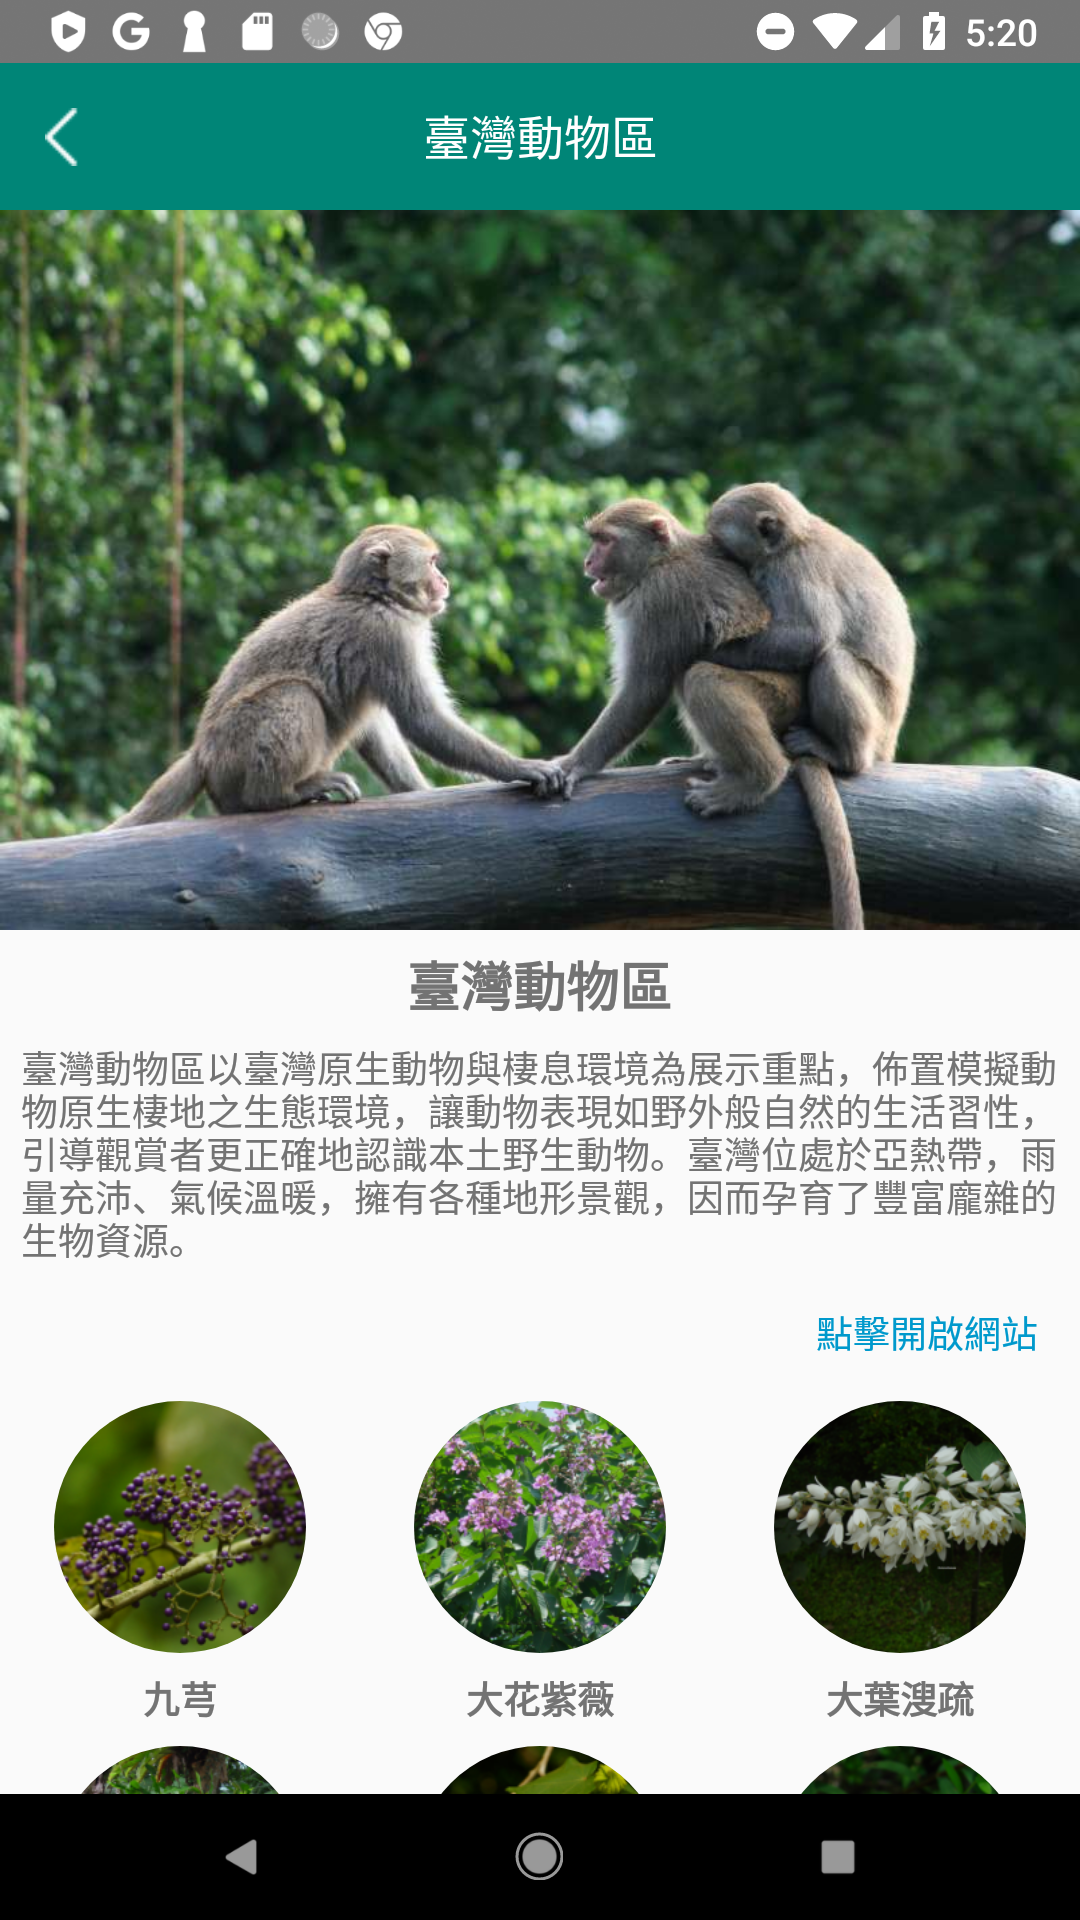 5:20
臺灣動物區
臺灣動物區
臺灣動物區以臺灣原生動物與棲息環境為展示重點，佈置模擬動
物原生棲地之生態環境，讓動物表現如野外般自然的生活習性，
引導觀賞者更正確地認識本土野生動物。臺灣位處於亞熱帶，雨
量充沛、氣候溫暖，擁有各種地形景觀，因而孕育了豐富龐雜的
生物資源。
點擊開啟網站
九芎
大花紫薇
大葉溲疏